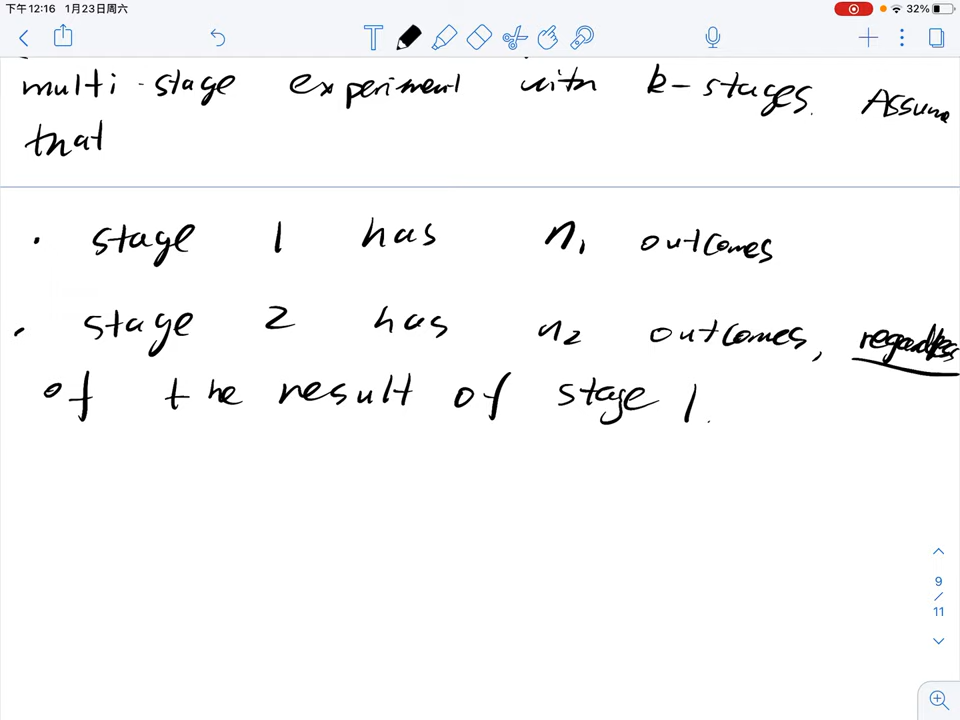 下午12:16 1月23日周六
32%
multi-stage experiment with k-stages. Assume
that
• stage 1 has n₁ outcomes
• stage 2 has n₂ outcomes, regardless
of the result of stage 1.
9
/
11